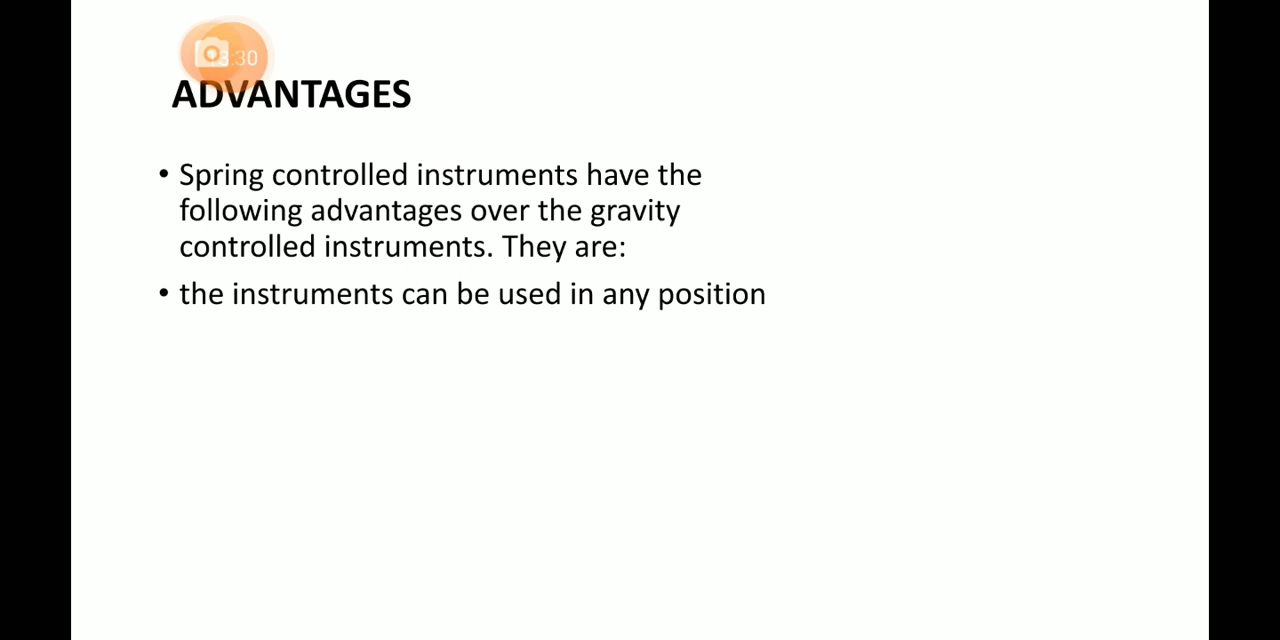 ADVANTAGES
• Spring controlled instruments have the
following advantages over the gravity
controlled instruments. They are:
• the instruments can be used in any position